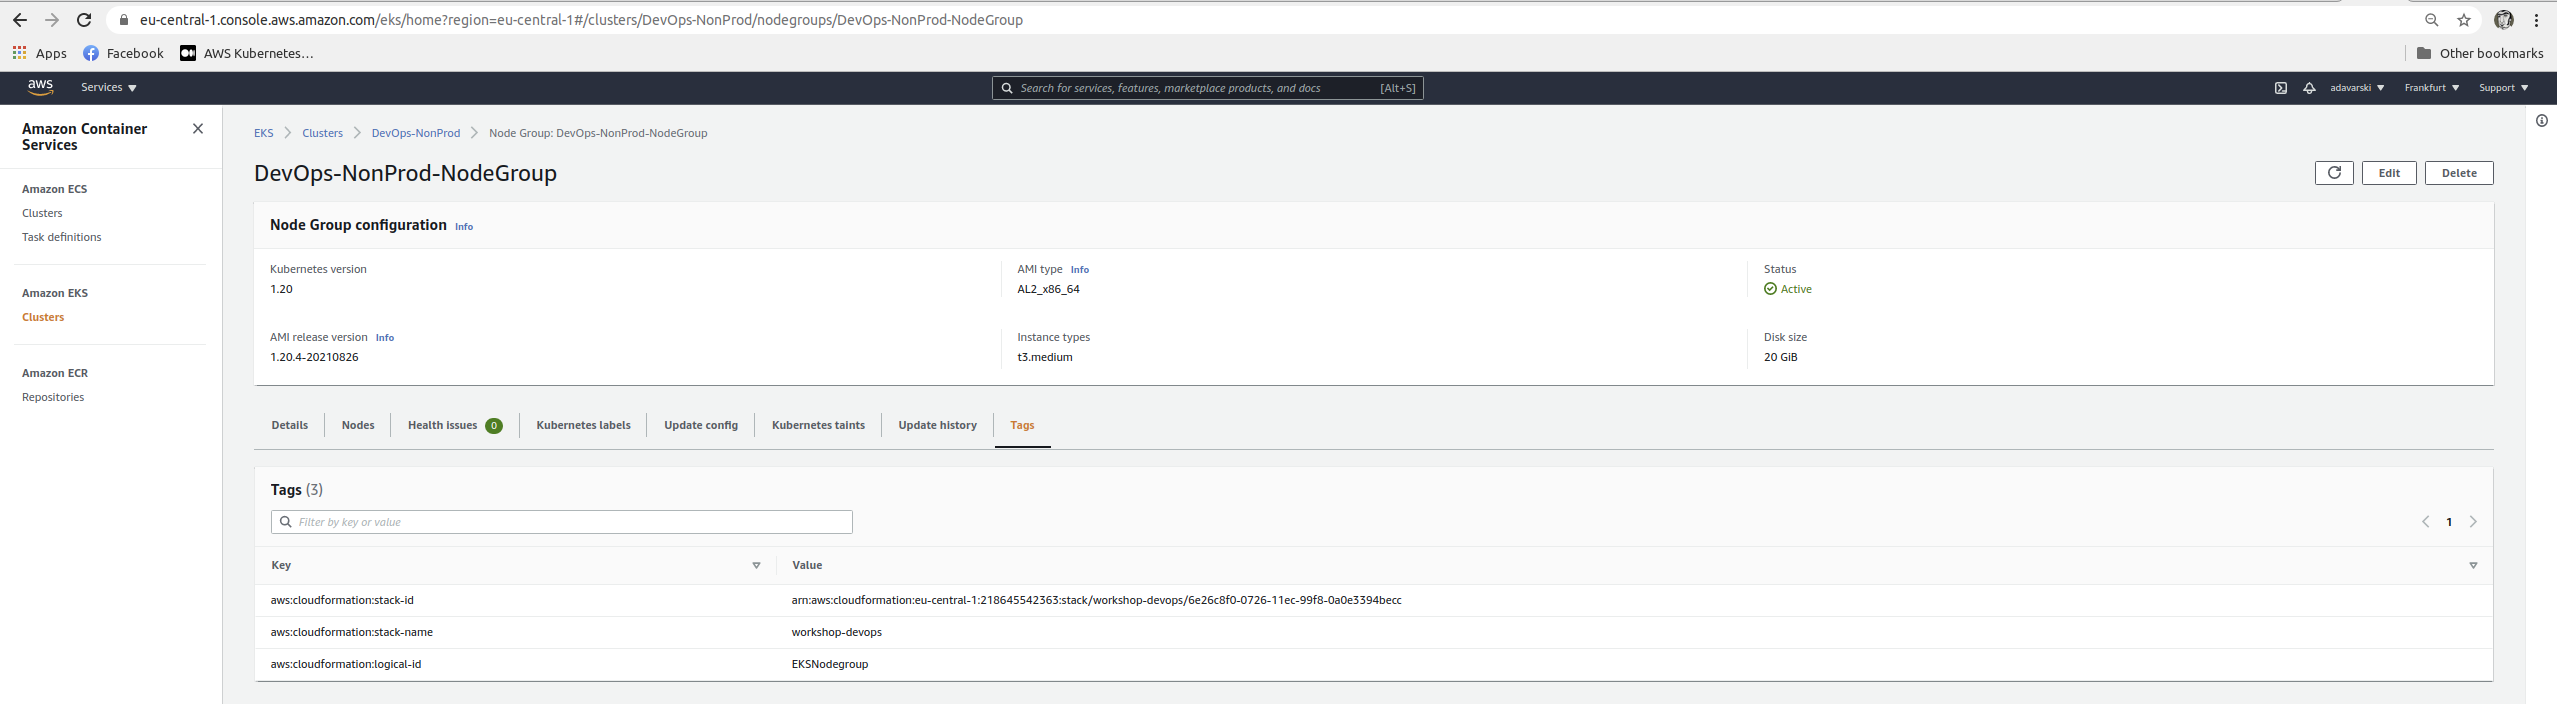 eu-central-1.console.aws.amazon.com/eks/home?region=eu-central-1#/clusters/DevOps-NonProd/nodegroups/DevOps-NonProd-NodeGroup
Apps Facebook AWS Kubernetes... Other bookmarks
aws Services Search for services, features, marketplace products, and docs [Alt+S] adavarski Frankfurt Support
Amazon Container
Services
Amazon ECS
Clusters
Task definitions
Amazon EKS
Clusters
Amazon ECR
Repositories
EKS Clusters DevOps-NonProd Node Group: DevOps-NonProd-NodeGroup
DevOps-NonProd-NodeGroup
Edit Delete
Node Group configuration Info
Kubernetes version
1.20
AMI type Info
AL2_x86_64
Status
Active
AMI release version Info
1.20.4-20210826
Instance types
t3.medium
Disk size
20 GiB
Details Nodes Health issues 0 Kubernetes labels Update config Kubernetes taints Update history Tags
Tags (3)
Filter by key or value
1
Key Value
aws:cloudformation:stack-id arn:aws:cloudformation:eu-central-1:218645542363:stack/workshop-devops/6e26c8f0-0726-11ec-99f8-0a0e3394becc
aws:cloudformation:stack-name workshop-devops
aws:cloudformation:logical-id EKSNodegroup